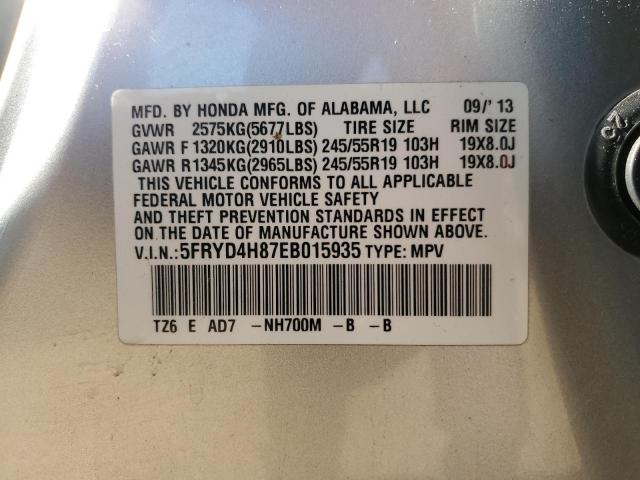 MFD. BY HONDA MFG. OF ALABAMA, LLC 09/' 13
GVWR 2575KG(5677LBS) TIRE SIZE RIM SIZE
GAWR F 1320KG(2910LBS) 245/55R19 103H 19X8.0J
GAWR R1345KG(2965LBS) 245/55R19 103H 19X8.0J
THIS VEHICLE CONFORMS TO ALL APPLICABLE
FEDERAL MOTOR VEHICLE SAFETY
AND THEFT PREVENTION STANDARDS IN EFFECT
ON THE DATE OF MANUFACTURE SHOWN ABOVE.
V.I.N.:5FRYD4H87EB015935 TYPE: MPV
TZ6 E AD7 -NH700M -B -B